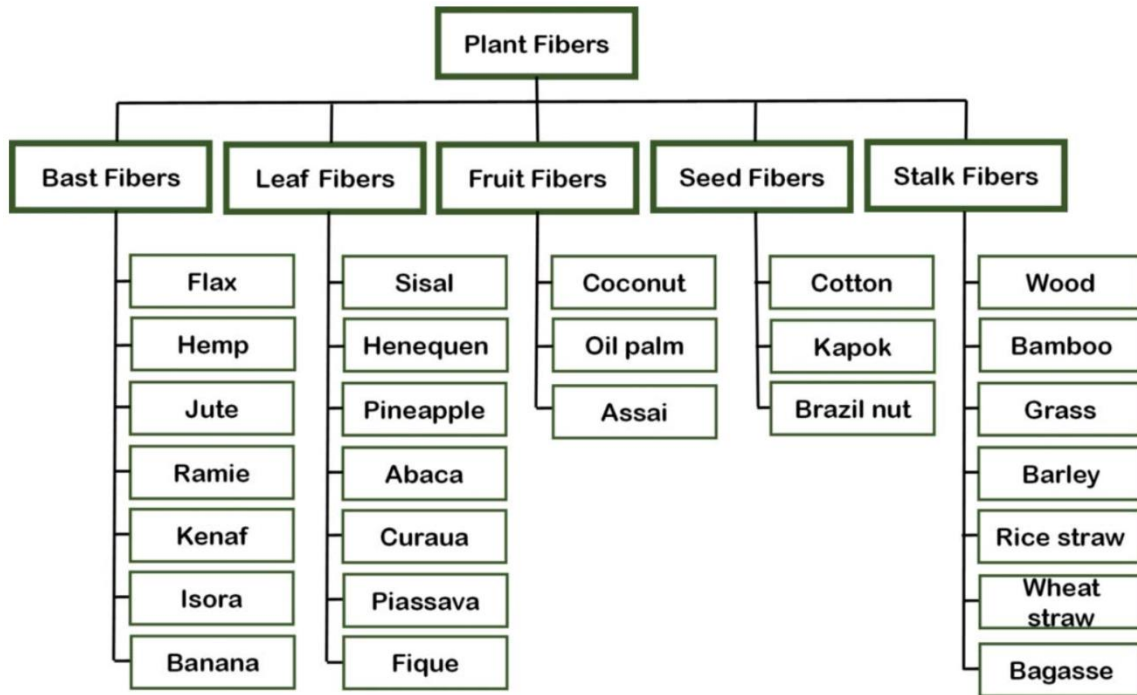 Plant Fibers
Bast Fibers
Leaf Fibers
Fruit Fibers
Seed Fibers
Stalk Fibers
Flax
Hemp
Jute
Ramie
Kenaf
Isora
Banana
Sisal
Henequen
Pineapple
Abaca
Curaua
Piassava
Fique
Coconut
Oil palm
Assai
Cotton
Kapok
Brazil nut
Wood
Bamboo
Grass
Barley
Rice straw
Wheat
straw
Bagasse